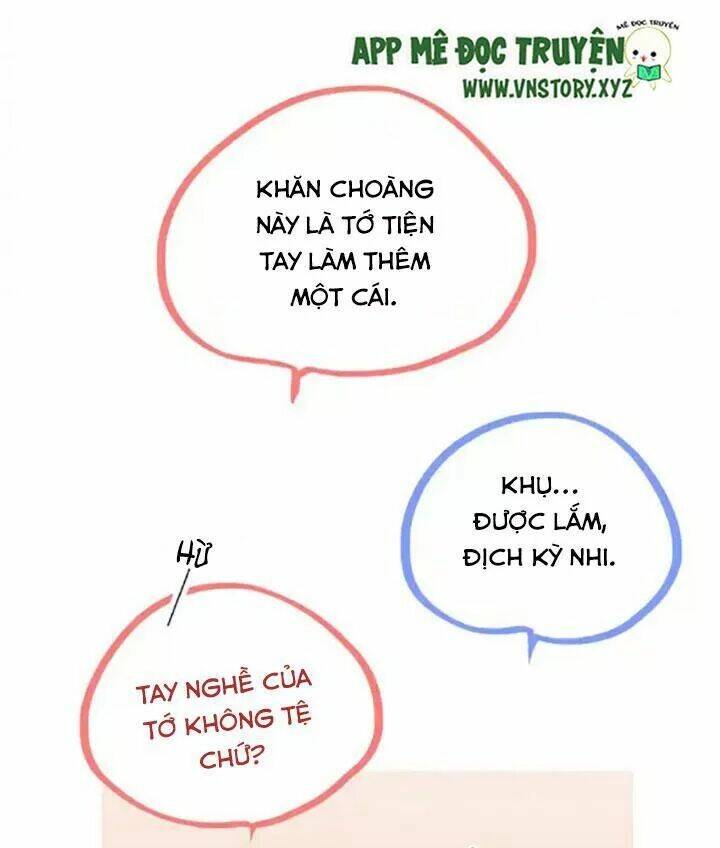 MÊ ĐỌC TRUYỆN
APP MÊ ĐỌC TRUYỆN
WWW.VNSTORY.XYZ
KHĂN CHOÀNG
NÀY LÀ TỚ TIỆN
TAY LÀM THÊM
MỘT CÁI.
KHỤ...
ĐƯỢC LẮM,
ĐỊCH KỲ NHI.
HỪ
TAY NGHỀ CỦA
TỚ KHÔNG TỆ
CHỨ?